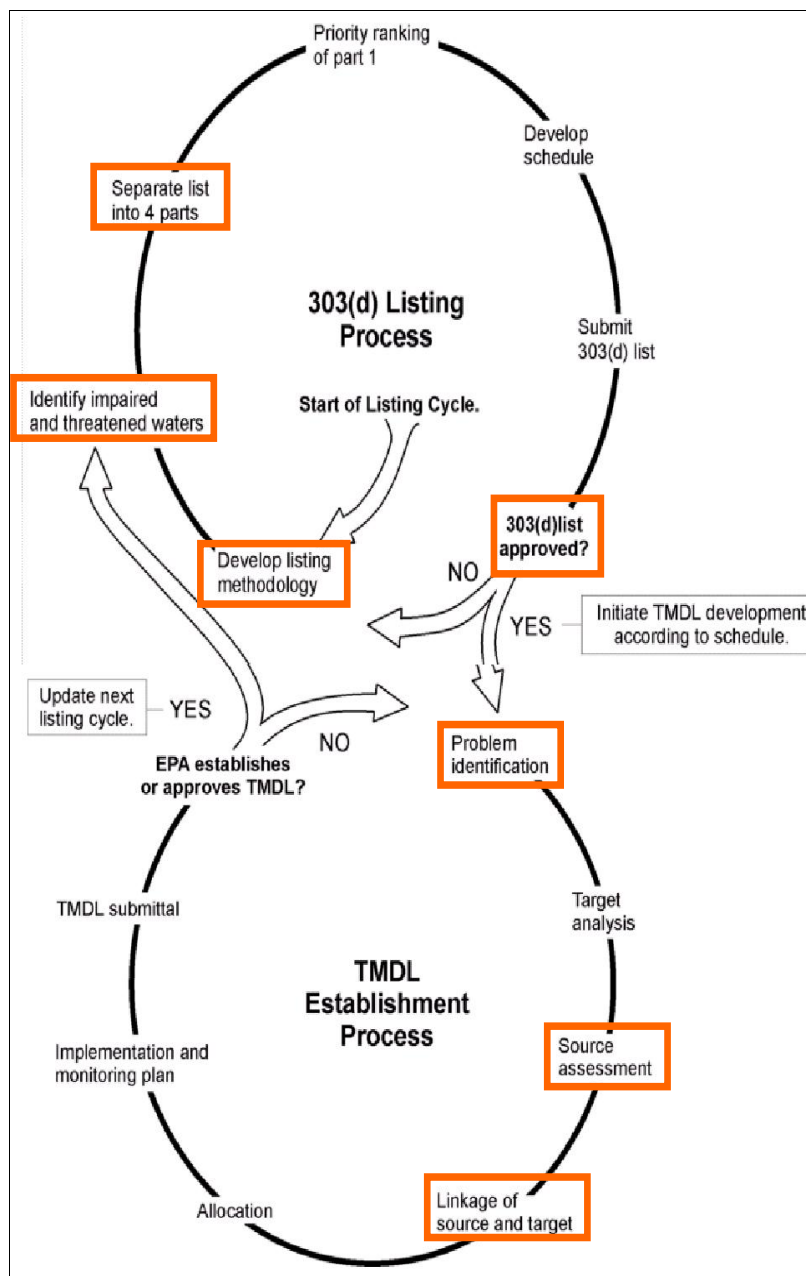 Priority ranking
of part 1
Develop
schedule
Separate list
into 4 parts
303(d) Listing
Process
Submit
303(d) list
Identify impaired
and threatened waters
Start of Listing Cycle.
303(d)list
approved?
Develop listing
methodology
NO
YES
Initiate TMDL development
according to schedule.
Update next
listing cycle.
YES
NO
Problem
identification
EPA establishes
or approves TMDL?
TMDL submittal
Target
analysis
TMDL
Establishment
Process
Source
assessment
Implementation and
monitoring plan
Linkage of
source and target
Allocation